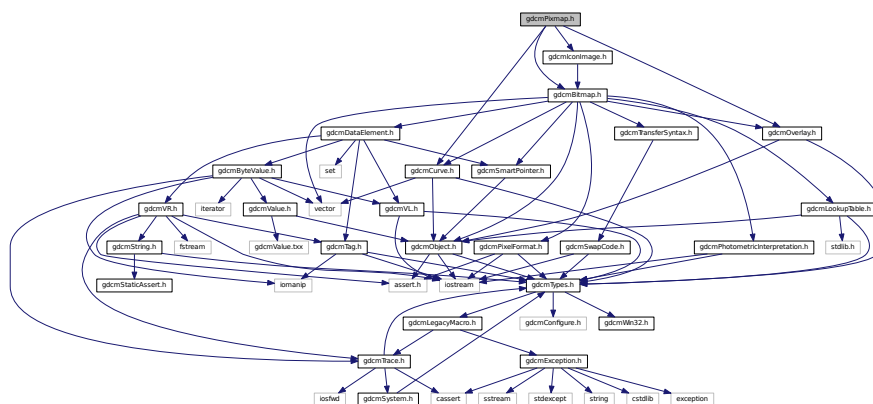 gdcmPixmap.h
gdcmIconImage.h
gdcmBitmap.h
gdcmDataElement.h
gdcmTransferSyntax.h
gdcmOverlay.h
gdcmByteValue.h
set
gdcmCurve.h
gdcmSmartPointer.h
gdcmVR.h
iterator
gdcmValue.h
vector
gdcmVL.h
gdcmLookupTable.h
gdcmString.h
fstream
gdcmValue.txx
gdcmTag.h
gdcmObject.h
gdcmPixelFormat.h
gdcmSwapCode.h
gdcmPhotometricInterpretation.h
stdlib.h
gdcmStaticAssert.h
iomanip
assert.h
iostream
gdcmTypes.h
gdcmLegacyMacro.h
gdcmConfigure.h
gdcmWin32.h
gdcmTrace.h
gdcmException.h
iosfwd
gdcmSystem.h
cassert
sstream
stdexcept
string
cstdlib
exception